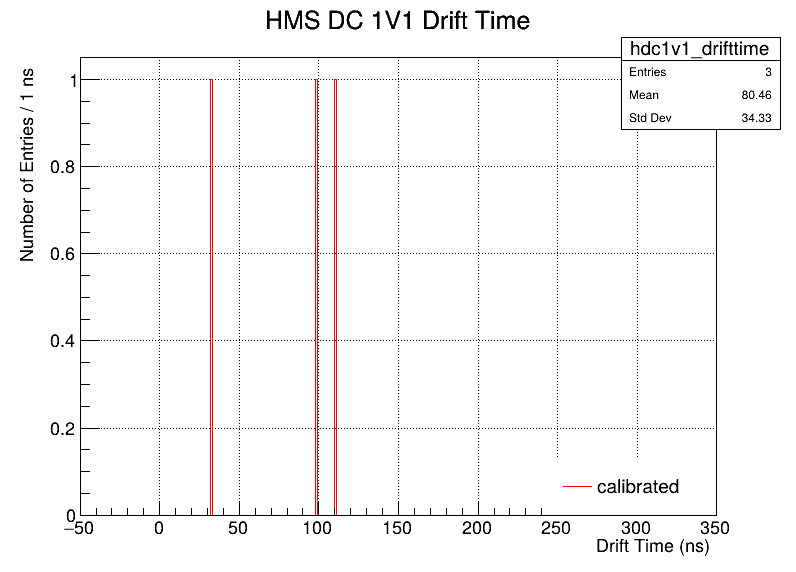 HMS DC 1V1 Drift Time
hdc1v1_drifttime
Entries 3
Mean 80.46
Std Dev 34.33
Number of Entries / 1 ns
1
0.8
0.6
0.4
0.2
0
−50 0 50 100 150 200 250 300 350
Drift Time (ns)
calibrated